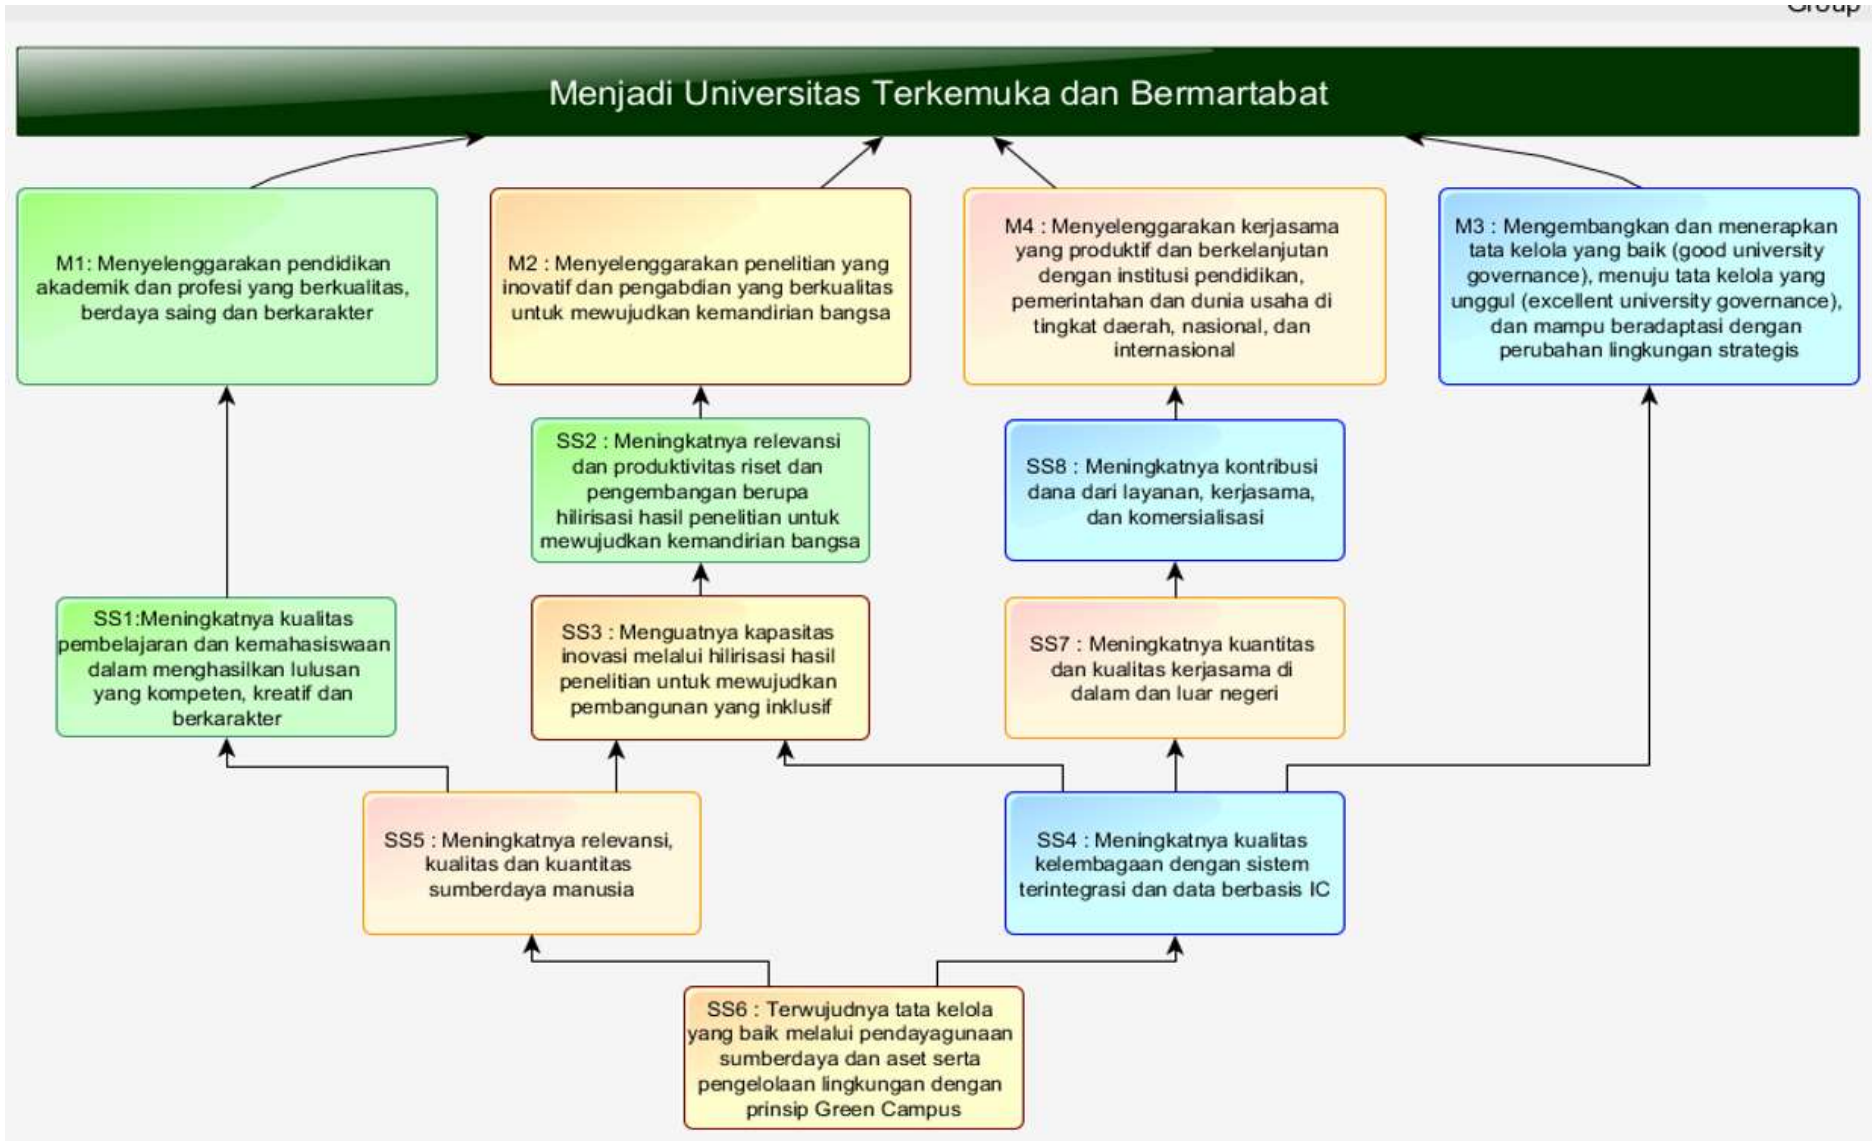 Menjadi Universitas Terkemuka dan Bermartabat
M1: Menyelenggarakan pendidikan
akademik dan profesi yang berkualitas,
berdaya saing dan berkarakter
M2 : Menyelenggarakan penelitian yang
inovatif dan pengabdian yang berkualitas
untuk mewujudkan kemandirian bangsa
M4 : Menyelenggarakan kerjasama
yang produktif dan berkelanjutan
dengan institusi pendidikan,
pemerintahan dan dunia usaha di
tingkat daerah, nasional, dan
internasional
M3 : Mengembangkan dan menerapkan
tata kelola yang baik (good university
governance), menuju tata kelola yang
unggul (excellent university governance),
dan mampu beradaptasi dengan
perubahan lingkungan strategis
SS2 : Meningkatnya relevansi
dan produktivitas riset dan
pengembangan berupa
hilirisasi hasil penelitian untuk
mewujudkan kemandirian bangsa
SS8 : Meningkatnya kontribusi
dana dari layanan, kerjasama,
dan komersialisasi
SS1:Meningkatnya kualitas
pembelajaran dan kemahasiswaan
dalam menghasilkan lulusan
yang kompeten, kreatif dan
berkarakter
SS3 : Menguatnya kapasitas
inovasi melalui hilirisasi hasil
penelitian untuk mewujudkan
pembangunan yang inklusif
SS7 : Meningkatnya kuantitas
dan kualitas kerjasama di
dalam dan luar negeri
SS5 : Meningkatnya relevansi,
kualitas dan kuantitas
sumberdaya manusia
SS4 : Meningkatnya kualitas
kelembagaan dengan sistem
terintegrasi dan data berbasis IC
SS6 : Terwujudnya tata kelola
yang baik melalui pendayagunaan
sumberdaya dan aset serta
pengelolaan lingkungan dengan
prinsip Green Campus